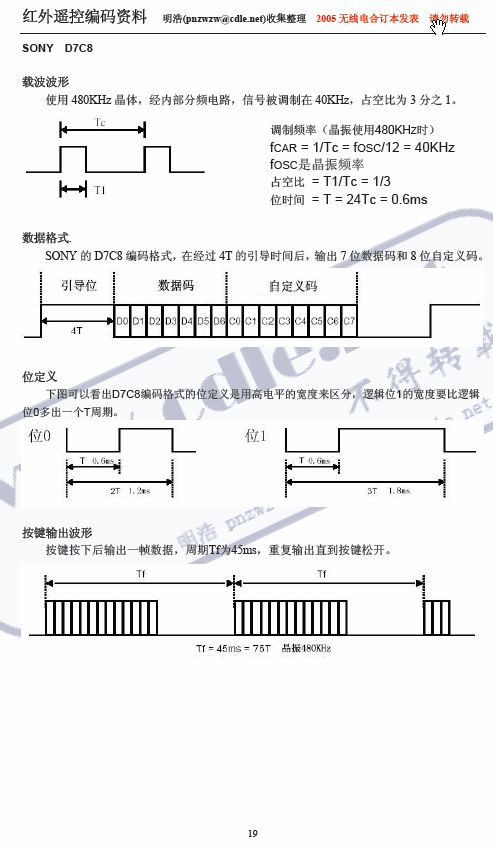 红外遥控编码资料 明浩(pnzwzw@cdle.net)收集整理 2005 无线电合订本发表 请勿转载
SONY D7C8
载波波形
使用 480KHz 晶体，经内部分频电路，信号被调制在 40KHz，占空比为 3 分之 1。
Tc
T1
调制频率（晶振使用480KHz时）
fCAR = 1/Tc = fOSC/12 = 40KHz
fOSC是晶振频率
占空比 = T1/Tc = 1/3
位时间 = T = 24Tc = 0.6ms
数据格式.
SONY 的 D7C8 编码格式，在经过 4T 的引导时间后，输出 7 位数据码和 8 位自定义码。
引导位 数据码 自定义码
4T D0 D1 D2 D3 D4 D5 D6 C0 C1 C2 C3 C4 C5 C6 C7
位定义
下图可以看出D7C8编码格式的位定义是用高电平的宽度来区分，逻辑位1的宽度要比逻辑
位0多出一个T周期。
位0 位1
T 0.6ms T 0.6ms
2T 1.2ms 3T 1.8ms
按键输出波形
按键按下后输出一帧数据，周期Tf为45ms，重复输出直到按键松开。
Tf Tf
Tf = 45ms = 75T 晶振480KHz
19